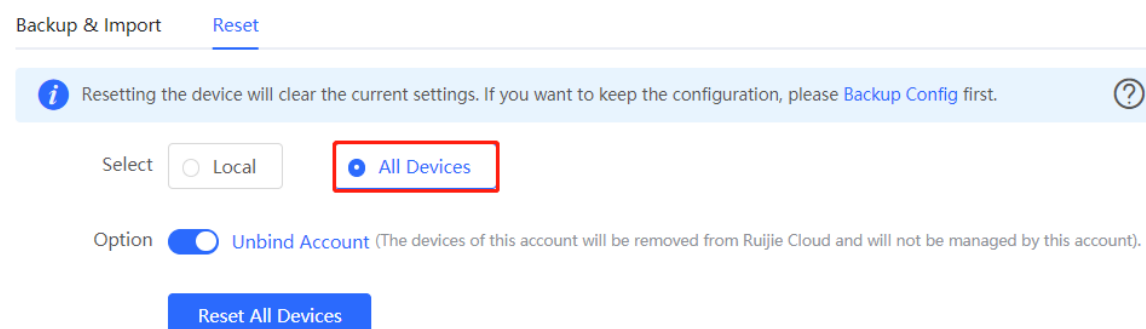 Backup & Import Reset
Resetting the device will clear the current settings. If you want to keep the configuration, please Backup Config first.
Select Local All Devices
Option Unbind Account (The devices of this account will be removed from Ruijie Cloud and will not be managed by this account).
Reset All Devices